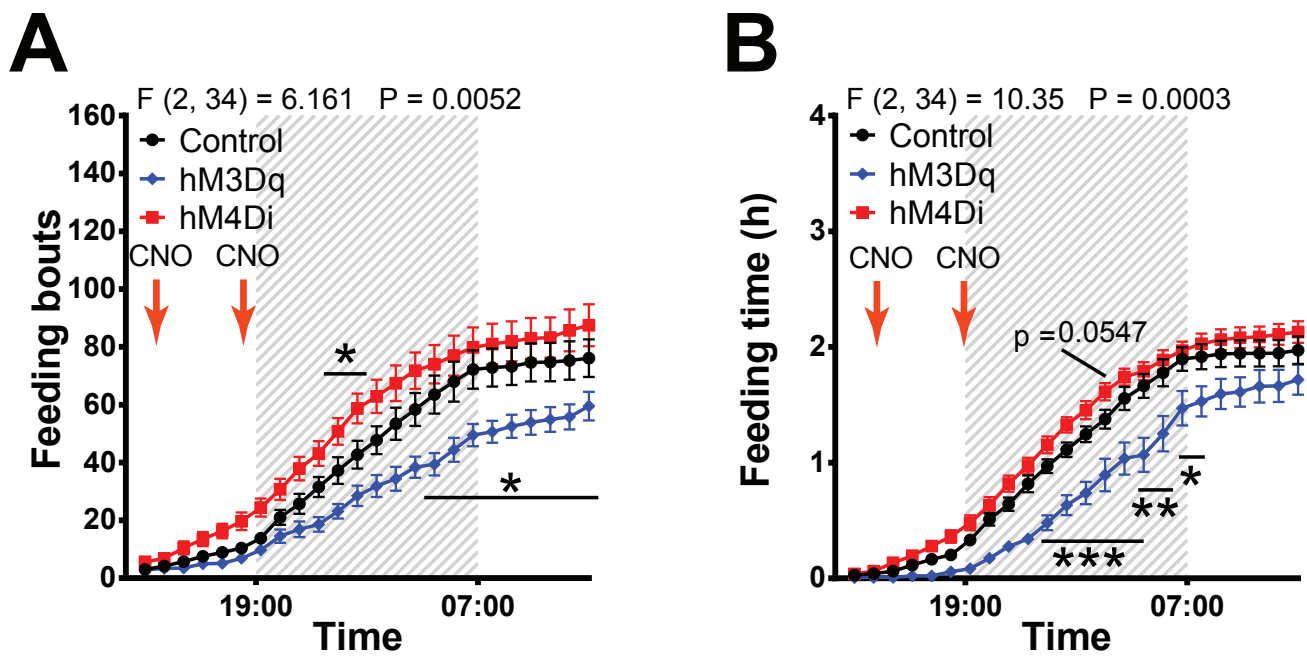 A
F (2, 34) = 6.161 P = 0.0052
160
140
120
100
80
60
40
20
0
Feeding bouts
Control
hM3Dq
hM4Di
CNO
CNO
*
*
19:00
07:00
Time
B
F (2, 34) = 10.35 P = 0.0003
4
3
2
1
0
Feeding time (h)
Control
hM3Dq
hM4Di
CNO
CNO
p = 0.0547
*
**
***
19:00
07:00
Time